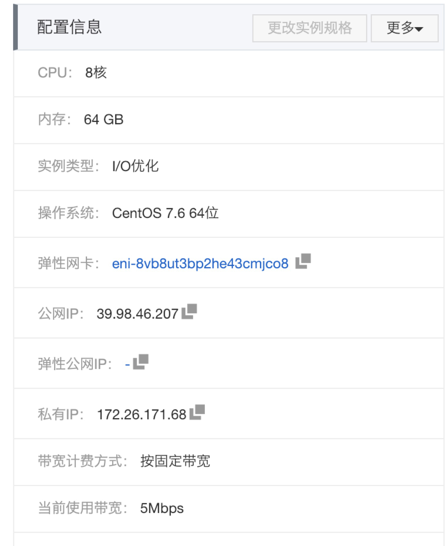 配置信息 更改实例规格 更多
CPU： 8核
内存： 64 GB
实例类型： I/O优化
操作系统： CentOS 7.6 64位
弹性网卡： eni-8vb8ut3bp2he43cmjco8
公网IP： 39.98.46.207
弹性公网IP： -
私有IP： 172.26.171.68
带宽计费方式： 按固定带宽
当前使用带宽： 5Mbps